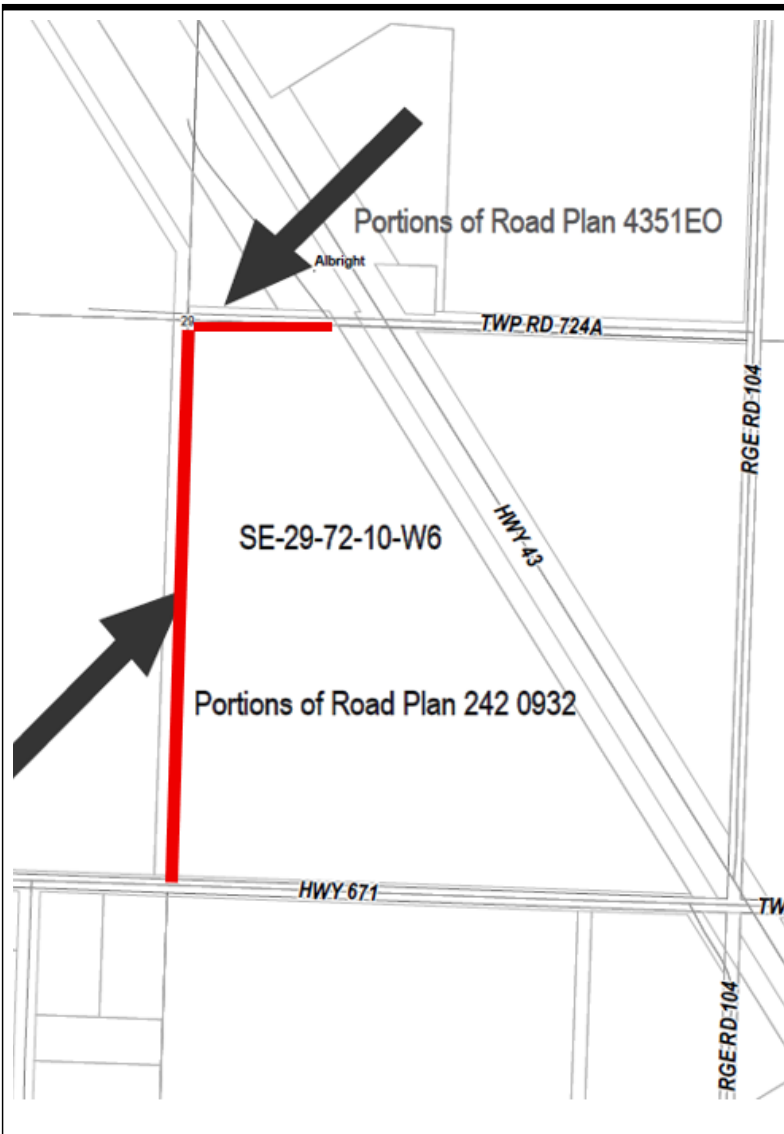 Portions of Road Plan 4351EO
Albright
29
TWP RD 724A
RGE RD 104
SE-29-72-10-W6
HWY 43
Portions of Road Plan 242 0932
HWY 671
TW
RGE RD 104